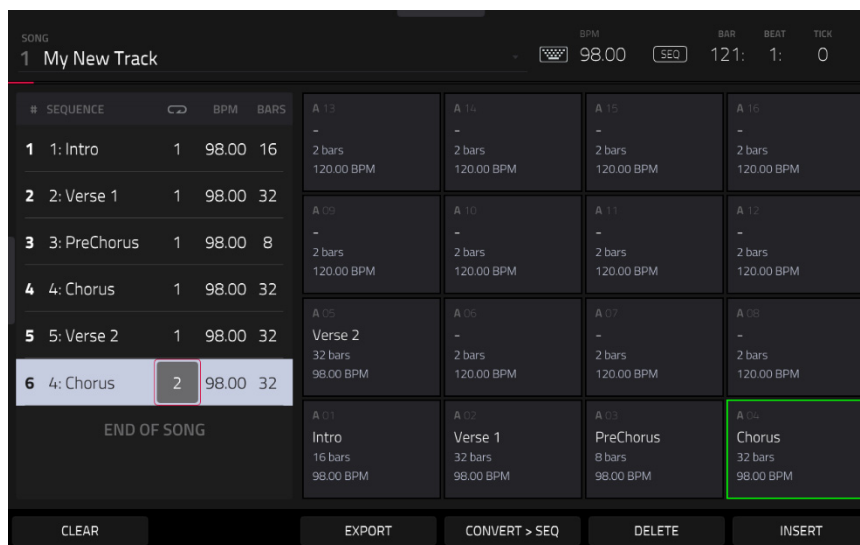 SONG BPM BAR BEAT TICK
1 My New Track 98.00 SEQ 121: 1: 0
# SEQUENCE BPM BARS
1 1: Intro 1 98.00 16
2 2: Verse 1 1 98.00 32
3 3: PreChorus 1 98.00 8
4 4: Chorus 1 98.00 32
5 5: Verse 2 1 98.00 32
6 4: Chorus 2 98.00 32
END OF SONG
A 13
-
2 bars
120.00 BPM
A 14
-
2 bars
120.00 BPM
A 15
-
2 bars
120.00 BPM
A 16
-
2 bars
120.00 BPM
A 09
-
2 bars
120.00 BPM
A 10
-
2 bars
120.00 BPM
A 11
-
2 bars
120.00 BPM
A 12
-
2 bars
120.00 BPM
A 05
Verse 2
32 bars
98.00 BPM
A 06
-
2 bars
120.00 BPM
A 07
-
2 bars
120.00 BPM
A 08
-
2 bars
120.00 BPM
A 01
Intro
16 bars
98.00 BPM
A 02
Verse 1
32 bars
98.00 BPM
A 03
PreChorus
8 bars
98.00 BPM
A 04
Chorus
32 bars
98.00 BPM
CLEAR EXPORT CONVERT > SEQ DELETE INSERT